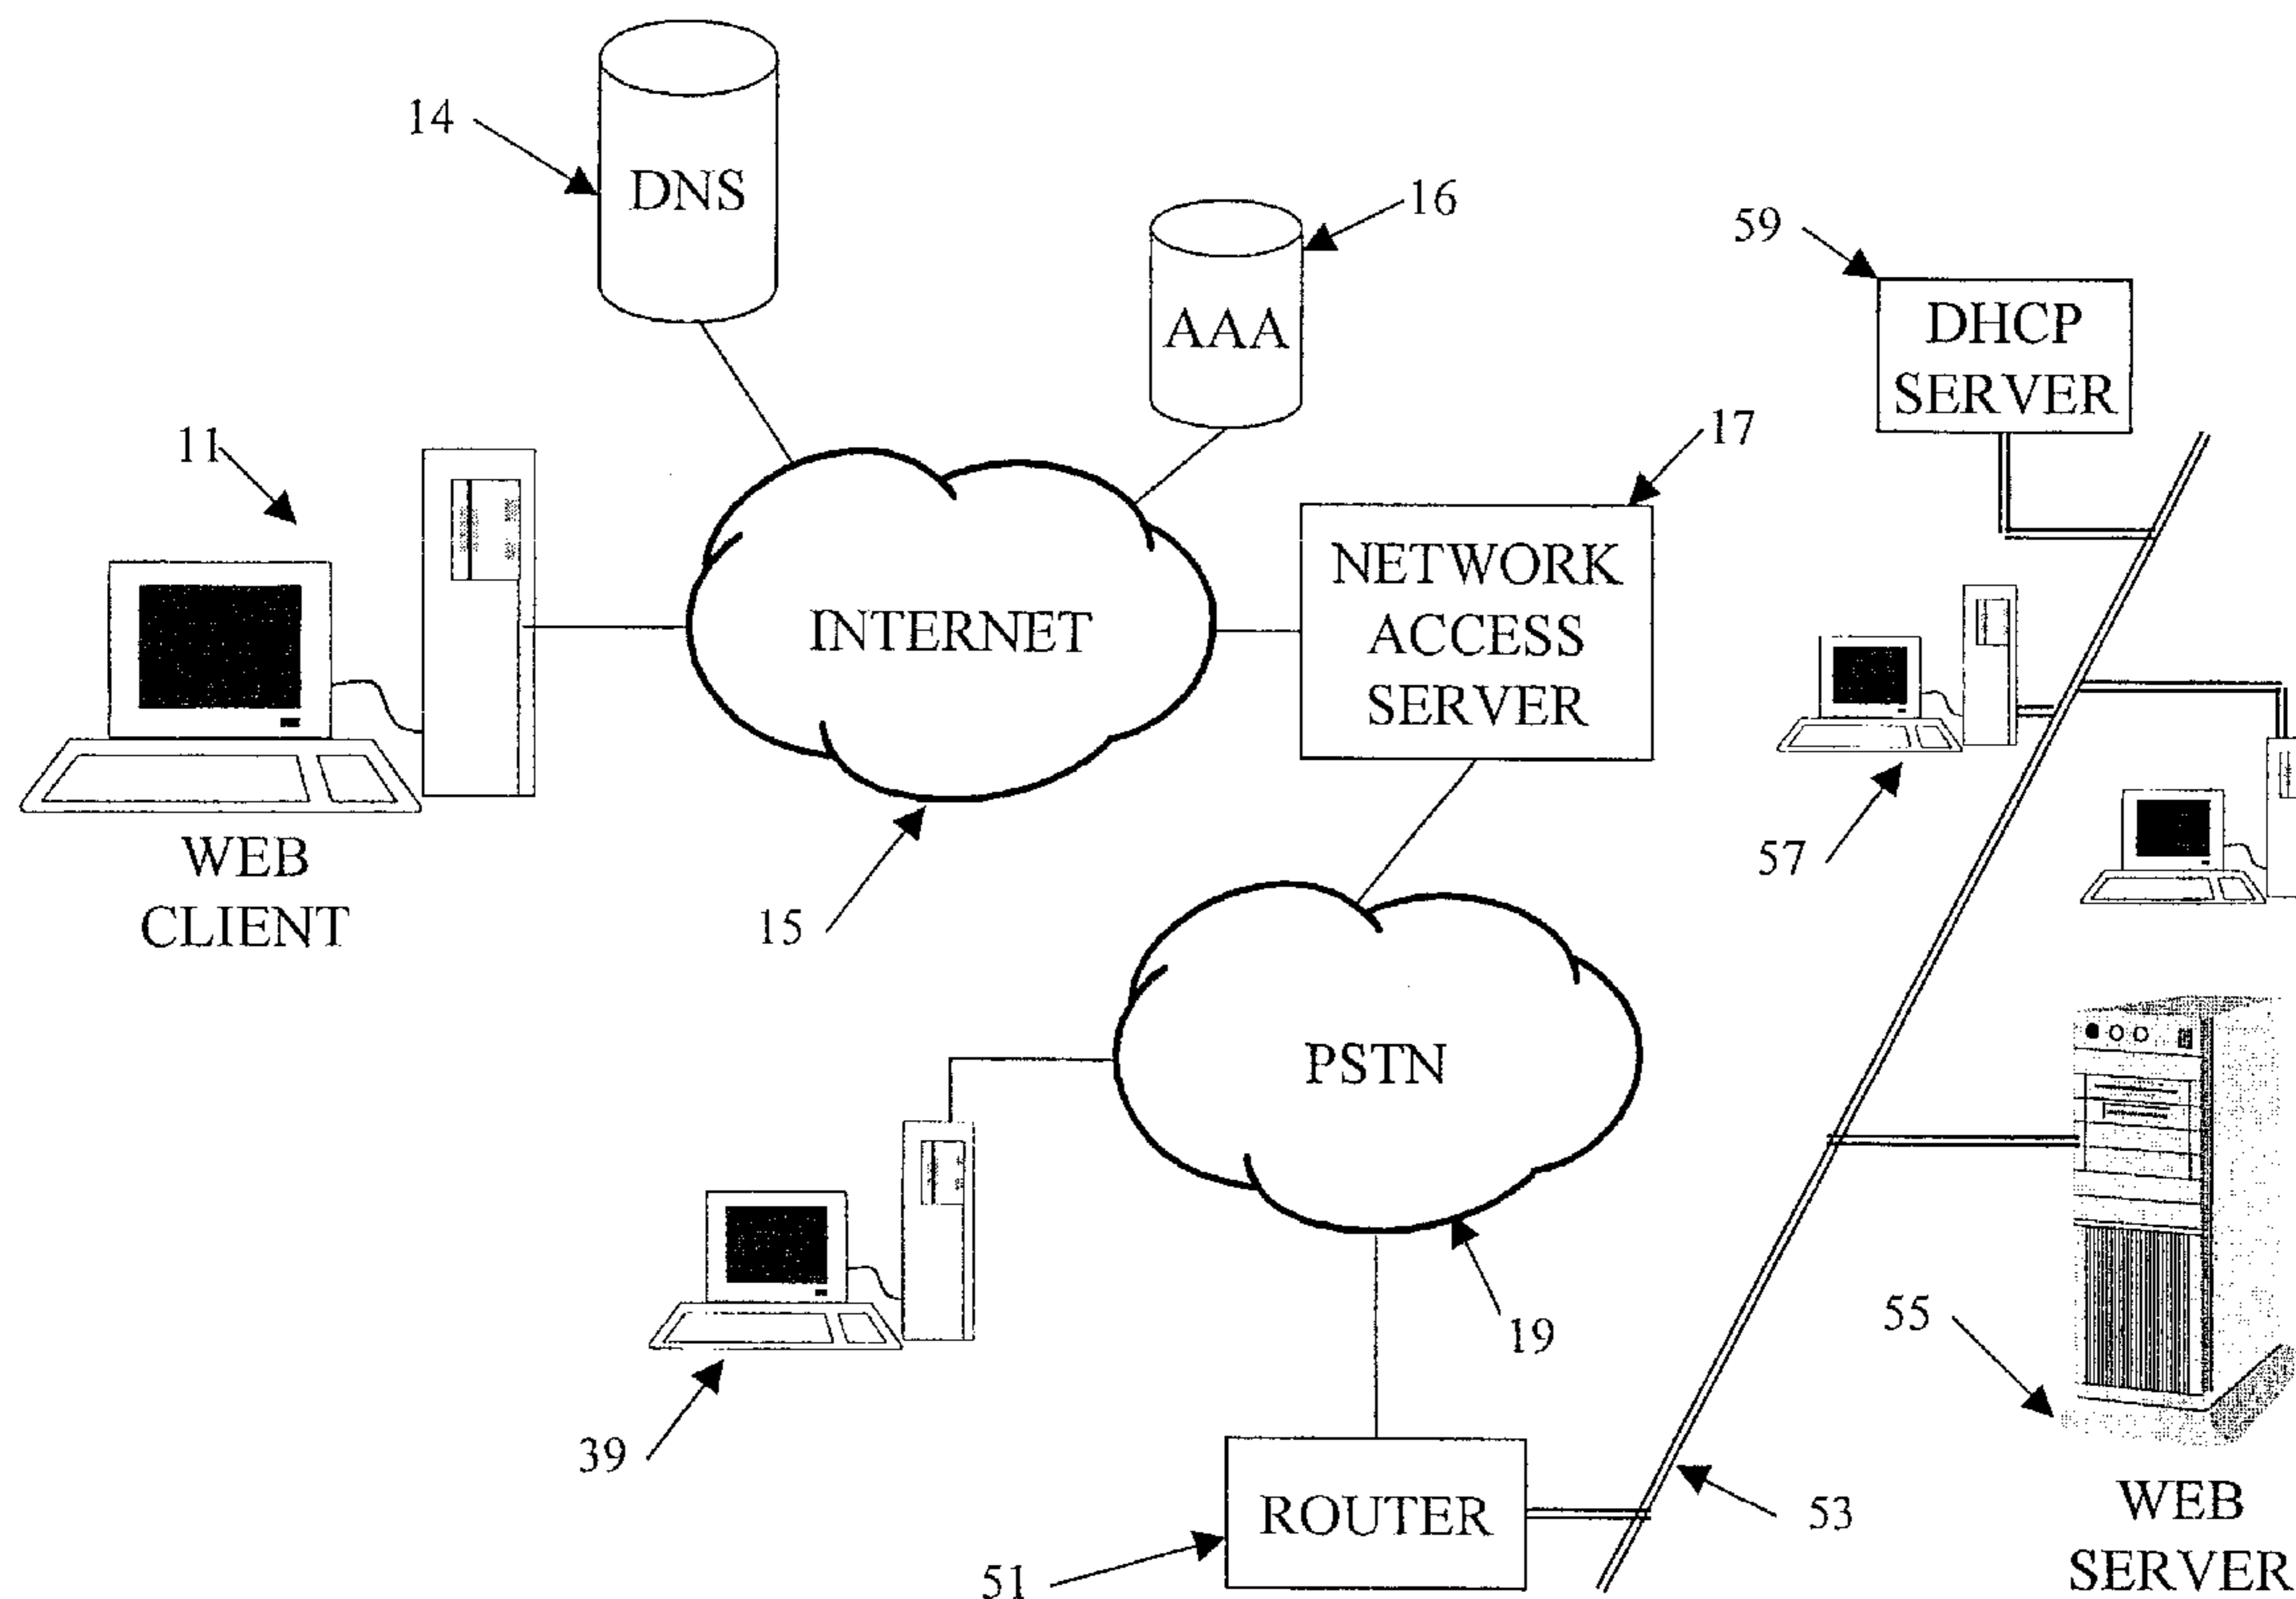 14
DNS
16
AAA
59
DHCP
SERVER
11
17
NETWORK
ACCESS
SERVER
INTERNET
WEB
CLIENT
15
57
PSTN
19
39
55
ROUTER
51
53
WEB
SERVER